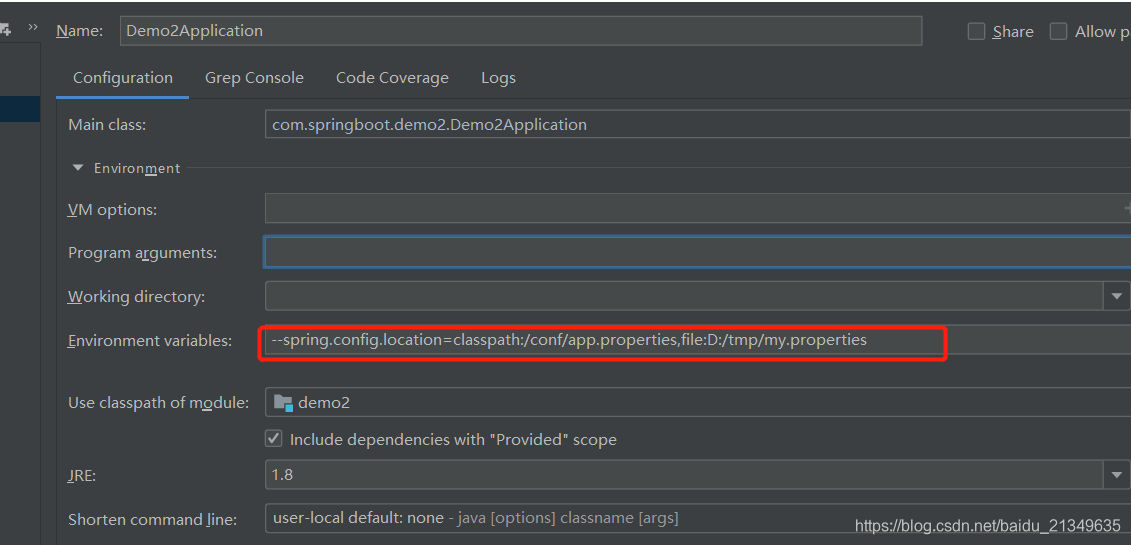 »
Name: Demo2Application Share Allow p
Configuration Grep Console Code Coverage Logs
Main class: com.springboot.demo2.Demo2Application
Environment
VM options:
Program arguments:
Working directory:
Environment variables: --spring.config.location=classpath:/conf/app.properties,file:D:/tmp/my.properties
Use classpath of module: demo2
Include dependencies with "Provided" scope
JRE: 1.8
Shorten command line: user-local default: none - java [options] classname [args]
https://blog.csdn.net/baidu_21349635